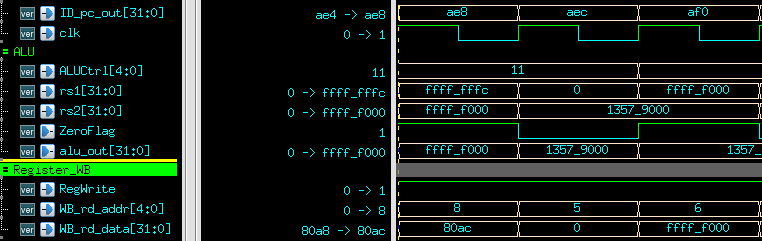 ver ID_pc_out[31:0] ae4 -> ae8 ae8 aec af0
ver clk 0 -> 1
= ALU
ver ALUCtrl[4:0] 11 11
ver rs1[31:0] 0 -> ffff_fffc ffff_fffc 0 ffff_f000
ver rs2[31:0] 0 -> ffff_f000 ffff_f000 1357_9000
ver ZeroFlag 1
ver alu_out[31:0] 0 -> ffff_f000 ffff_f000 1357_9000 1357_
= Register_WB
ver RegWrite 0 -> 1
ver WB_rd_addr[4:0] 0 -> 8 8 5 6
ver WB_rd_data[31:0] 80a8 -> 80ac 80ac 0 ffff_f000